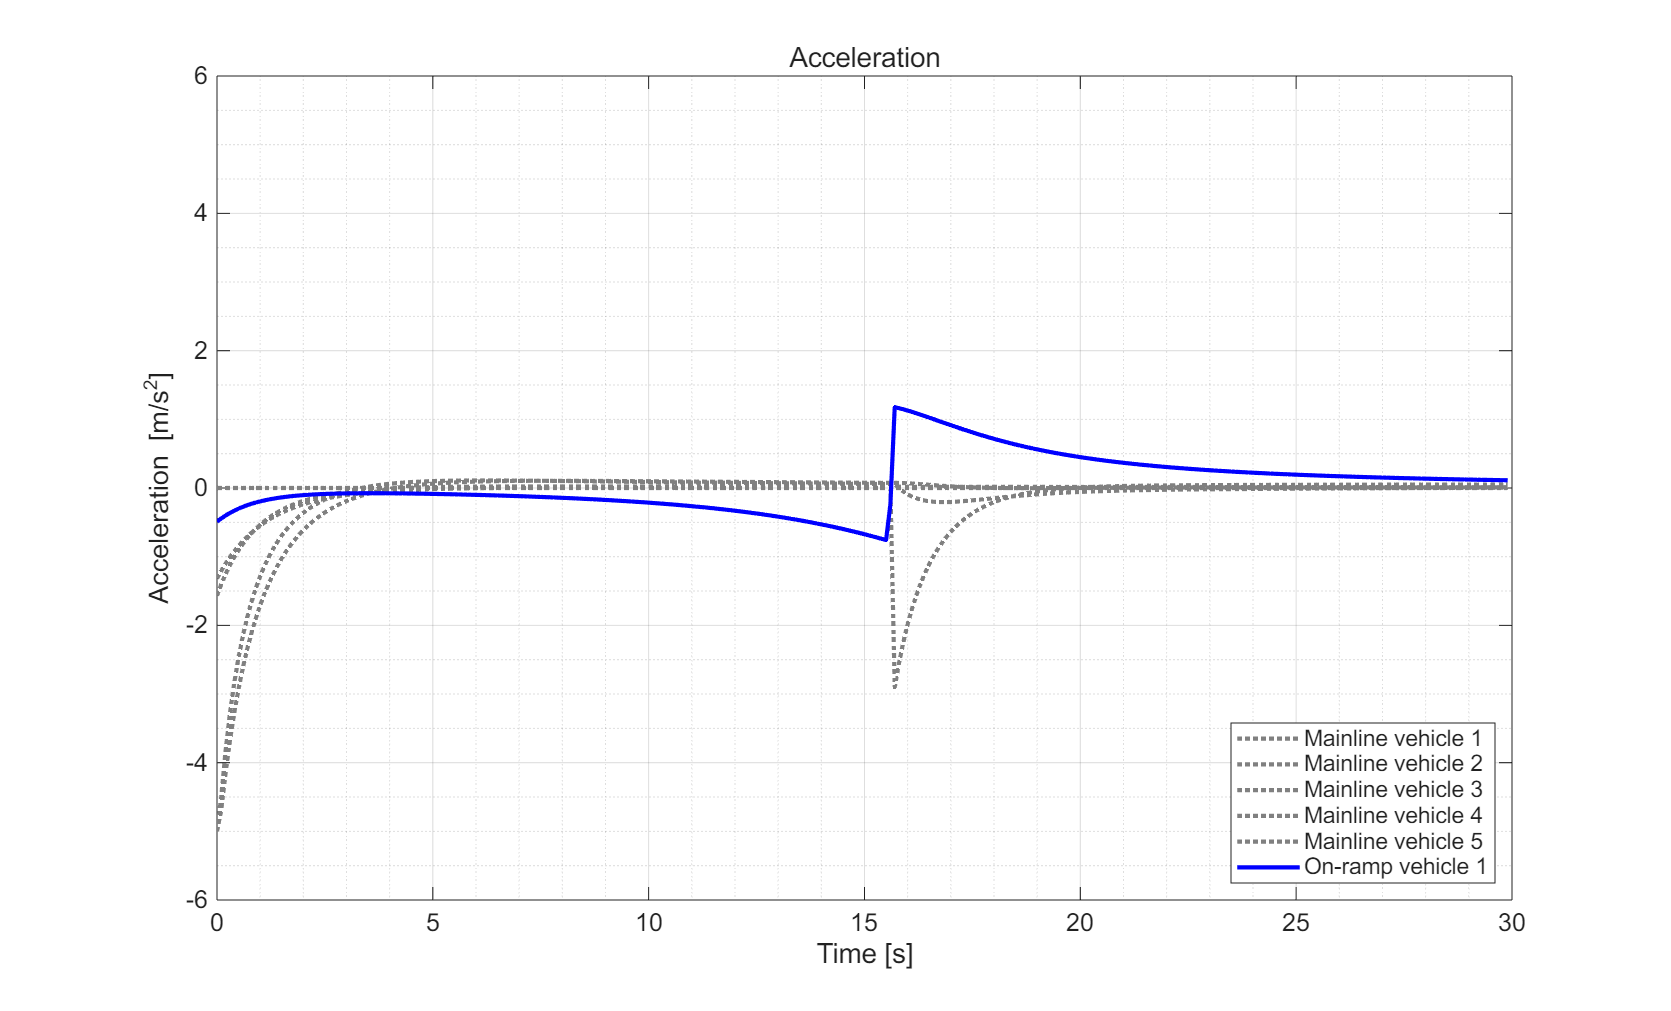 Acceleration
6
4
2
0
-2
-4
-6
Acceleration [m/s²]
Mainline vehicle 1
Mainline vehicle 2
Mainline vehicle 3
Mainline vehicle 4
Mainline vehicle 5
On-ramp vehicle 1
0 5 10 15 20 25 30
Time [s]